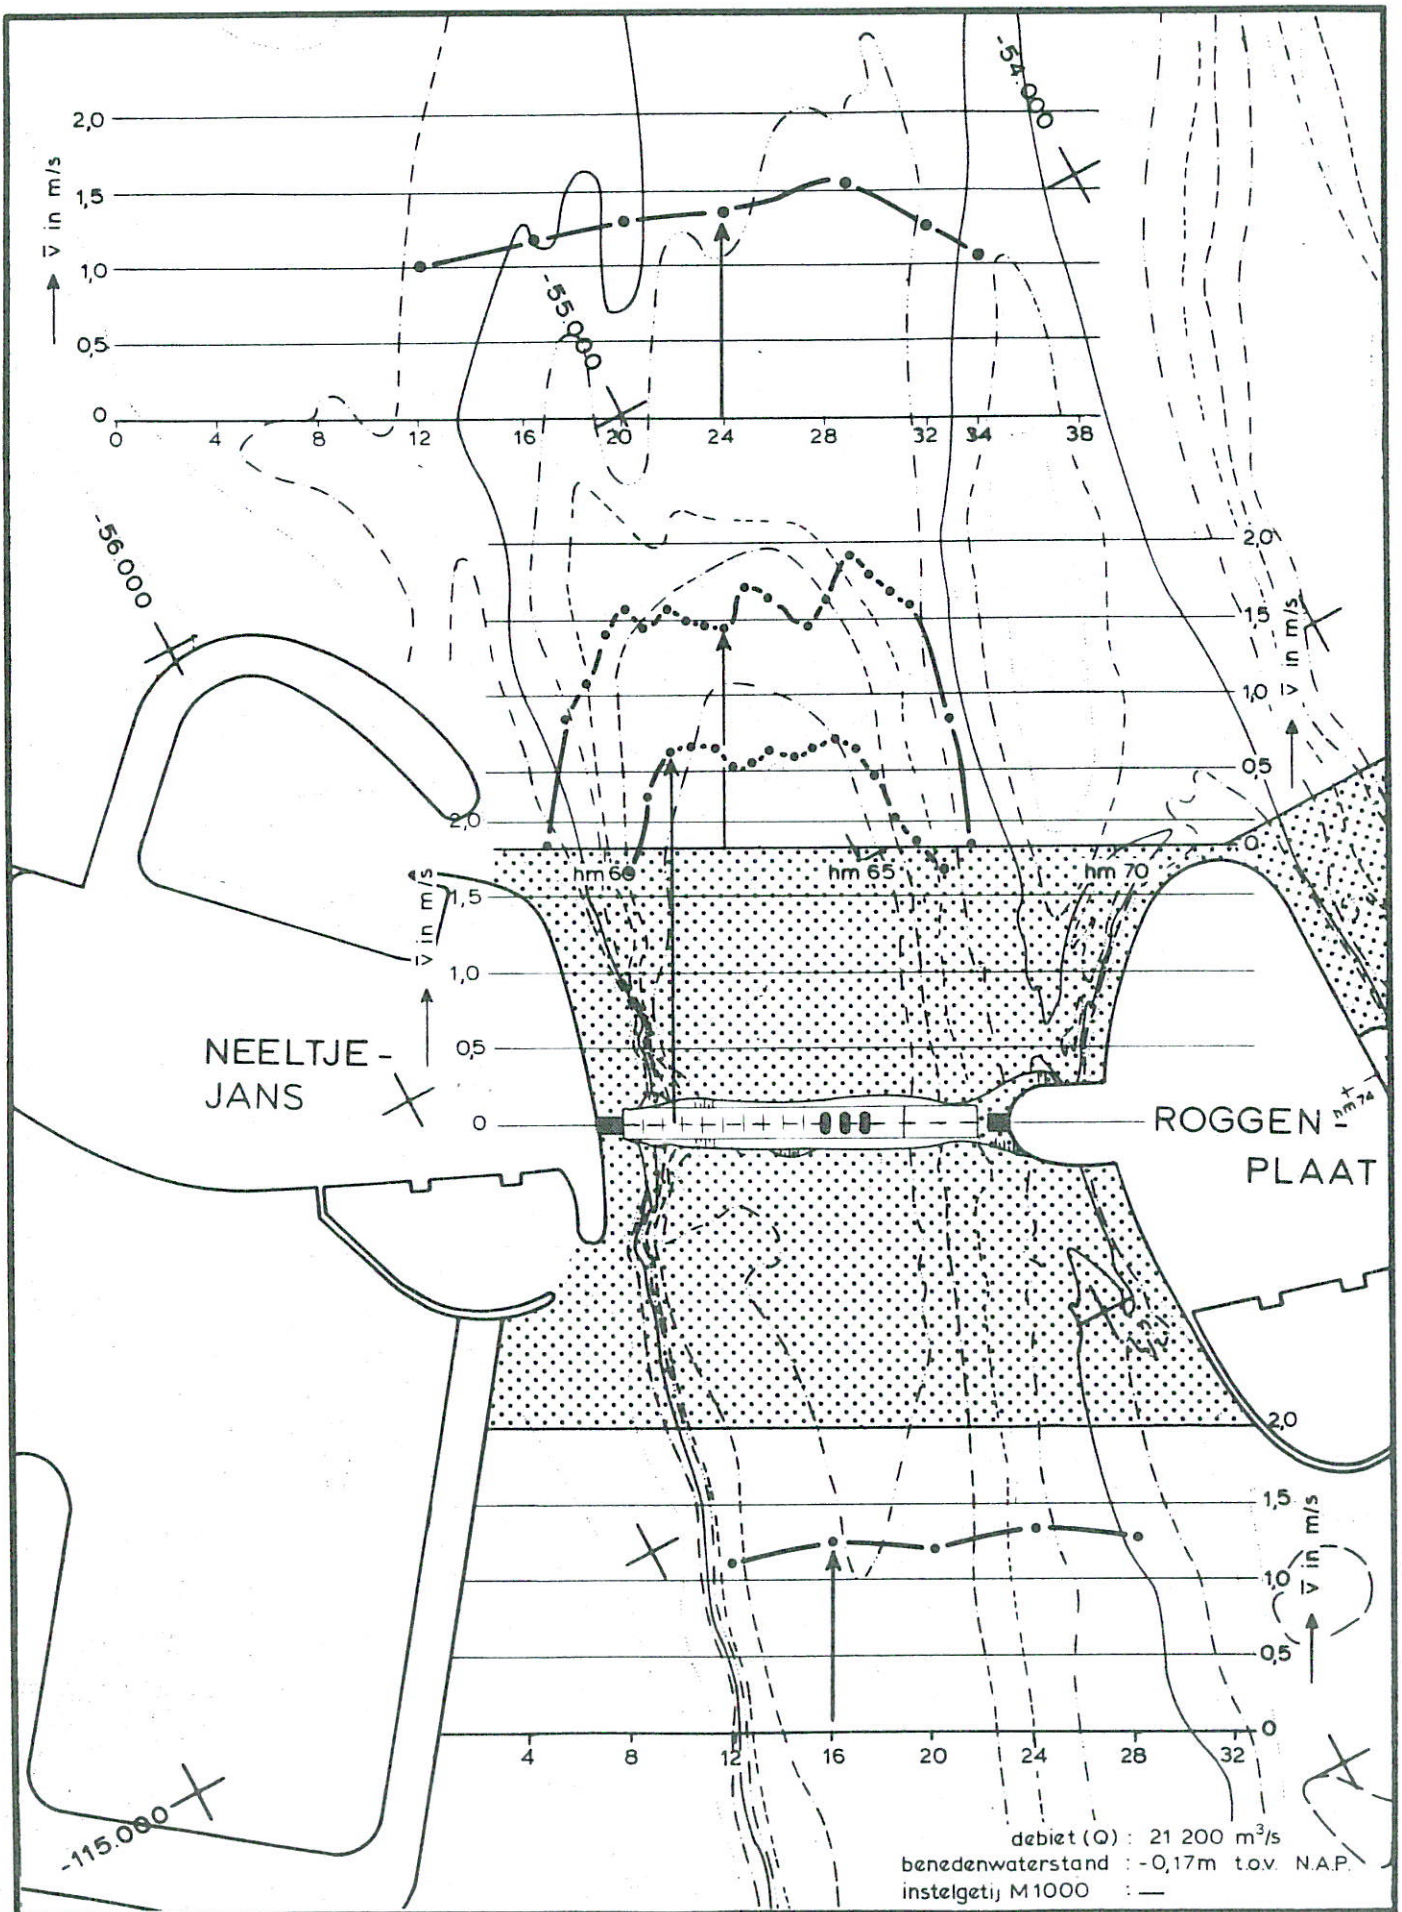 -54.000
2,0
v̄ in m/s
1,5
1,0
-55.000
0,5
0
0 4 8 12 16 20 24 28 32 34 38
-56.000
2,0
1,5
v̄ in m/s
1,0
0,5
2,0
0
hm 60 hm 65 hm 70
1,5
v̄ in m/s
1,0
0,5
NEELTJE-
JANS
0
hm 74
ROGGEN-
PLAAT
2,0
1,5
v̄ in m/s
1,0
0,5
0
4 8 12 16 20 24 28 32
-115.000
debiet (Q) : 21 200 m³/s
benedenwaterstand : -0,17m t.o.v. N.A.P.
instelgetij M1000 : —